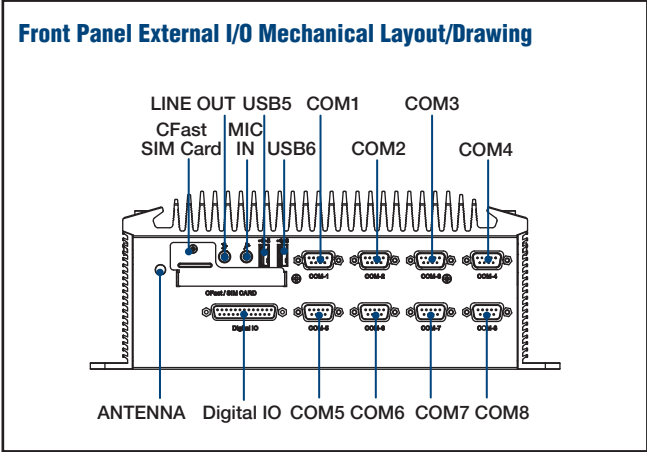 Front Panel External I/O Mechanical Layout/Drawing
LINE OUT USB5 COM1 COM3
CFast MIC
SIM Card IN USB6 COM2 COM4
COM-1 COM-2 COM-3 COM-4
CFast / SIM CARD
Digital IO COM-5 COM-6 COM-7 COM-8
ANTENNA Digital IO COM5 COM6 COM7 COM8